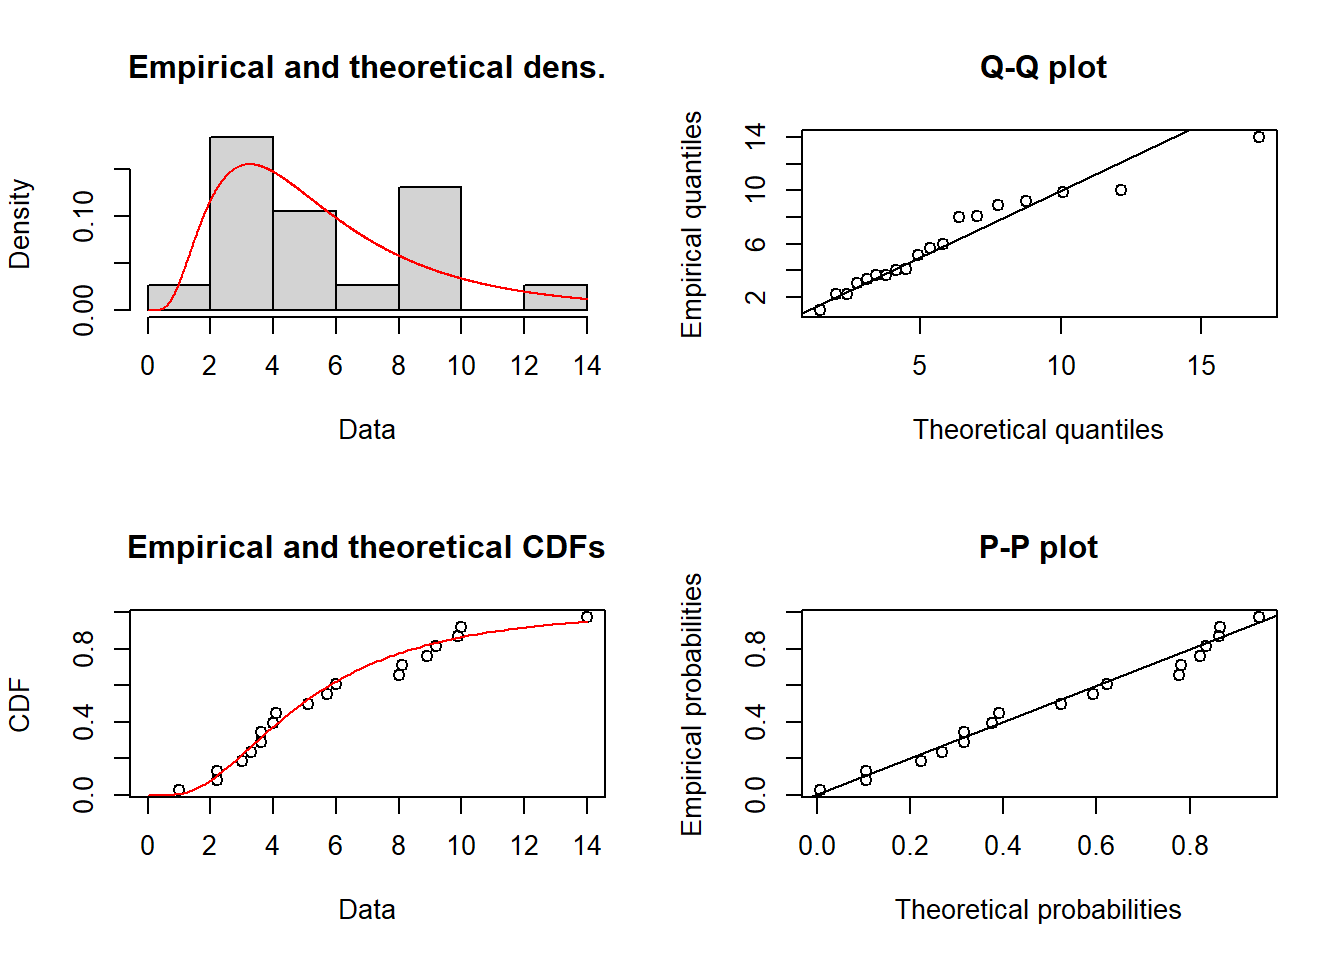 Empirical and theoretical dens.
Density
0.00 0.10
0 2 4 6 8 10 12 14
Data
Q-Q plot
Empirical quantiles
2 6 10 14
5 10 15
Theoretical quantiles
Empirical and theoretical CDFs
CDF
0.0 0.4 0.8
0 2 4 6 8 10 12 14
Data
P-P plot
Empirical probabilities
0.0 0.4 0.8
0.0 0.2 0.4 0.6 0.8
Theoretical probabilities